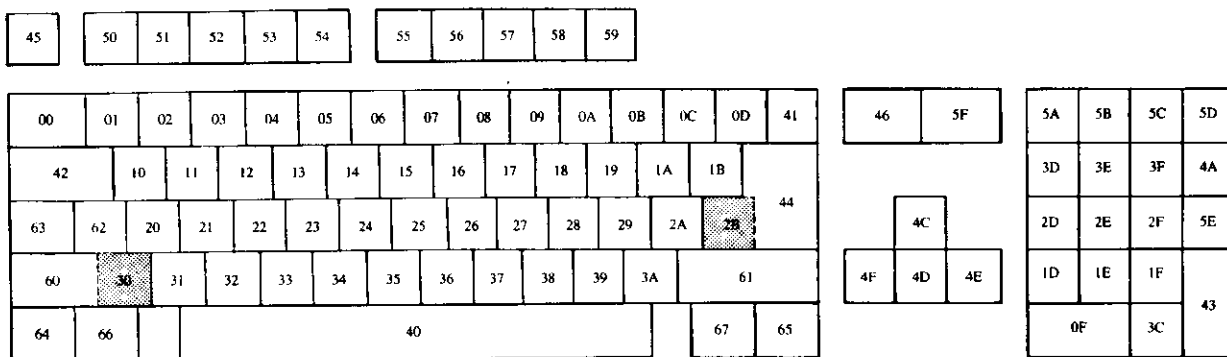 45 50 51 52 53 54 55 56 57 58 59
00 01 02 03 04 05 06 07 08 09 0A 0B 0C 0D 41 46 5F 5A 5B 5C 5D
42 10 11 12 13 14 15 16 17 18 19 1A 1B 3D 3E 3F 4A
63 62 20 21 22 23 24 25 26 27 28 29 2A 2B 44 4C 2D 2E 2F 5E
60 30 31 32 33 34 35 36 37 38 39 3A 61 4F 4D 4E 1D 1E 1F
64 66 40 67 65 0F 3C 43